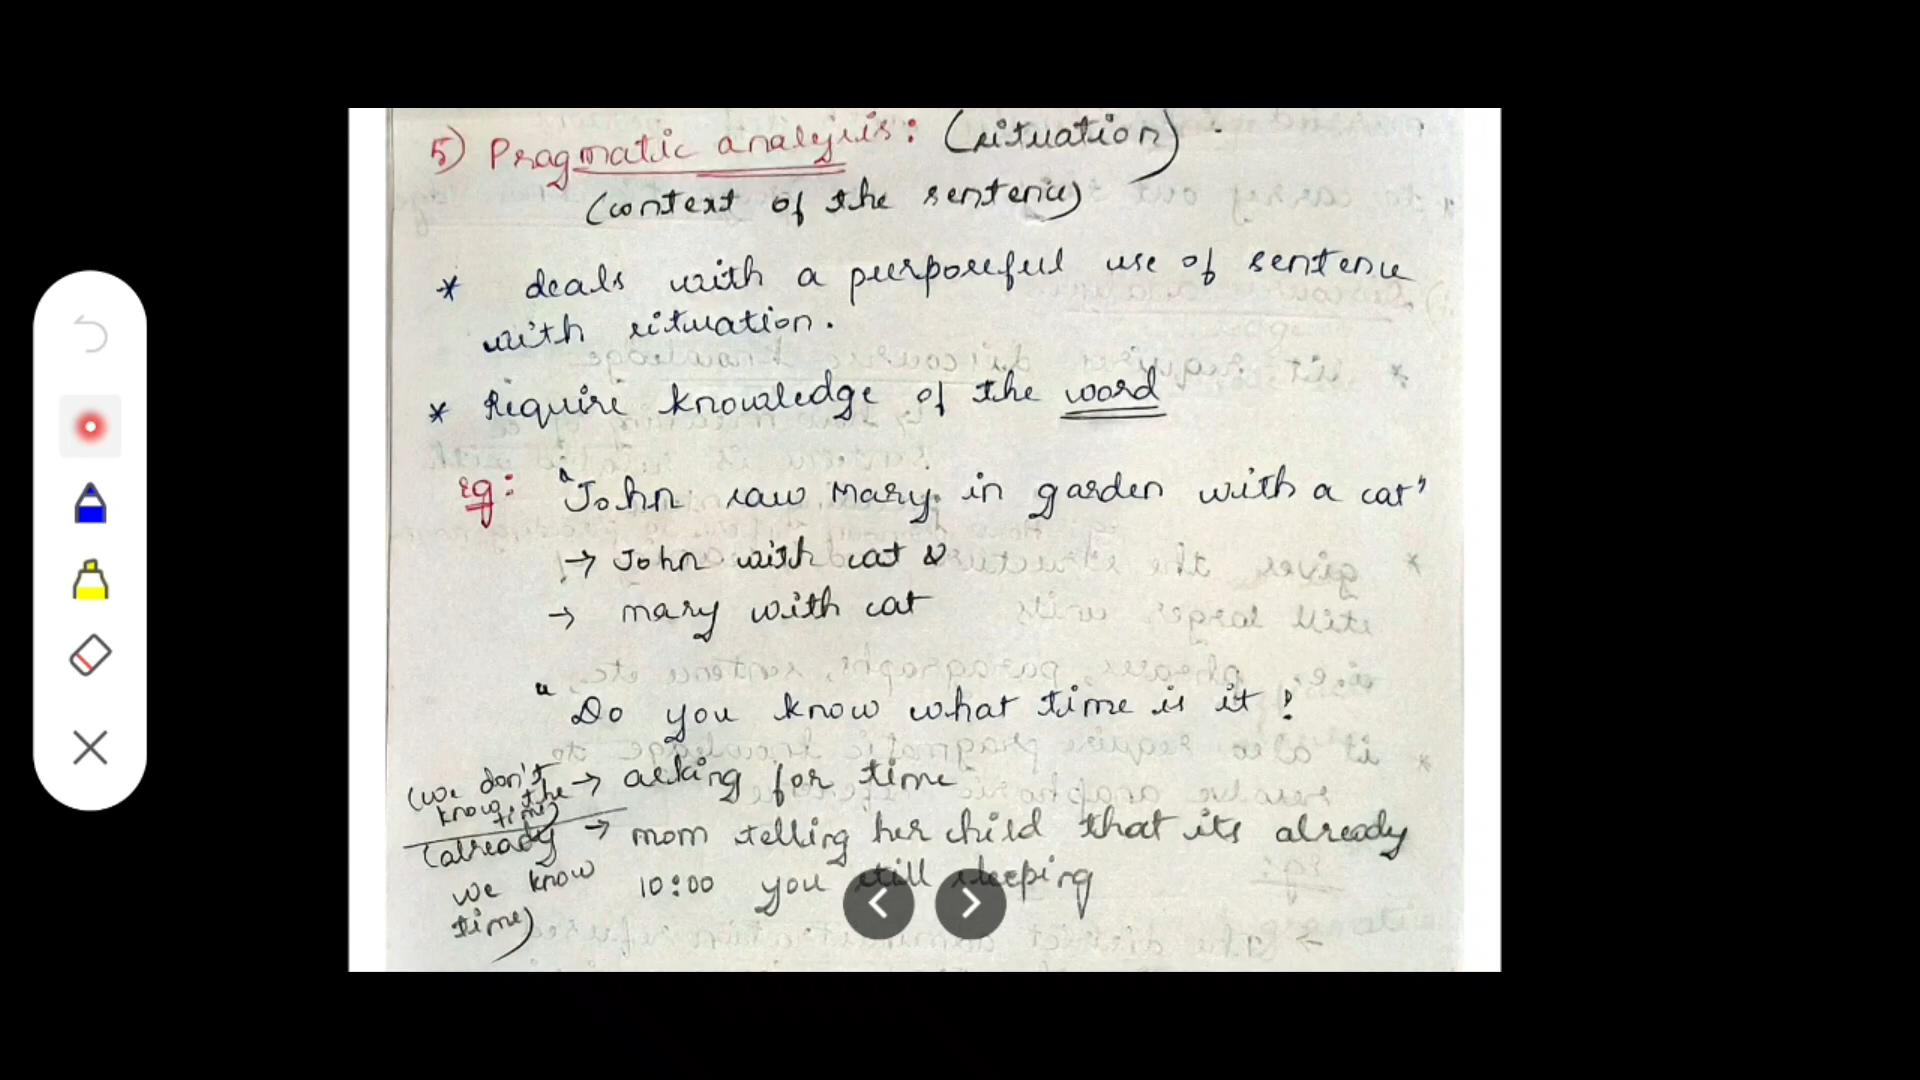 5) Pragmatic analysis: (situation)
(context of the sentence)
* deals with a purposeful use of sentence
with situation.
* Require knowledge of the word
eg: "John saw Mary in garden with a cat"
→ John with cat &
→ mary with cat
"Do you know what time is it ?
(we don't know the time) → asking for time
(already we know time) → mom telling her child that its already
10:00 you still sleeping